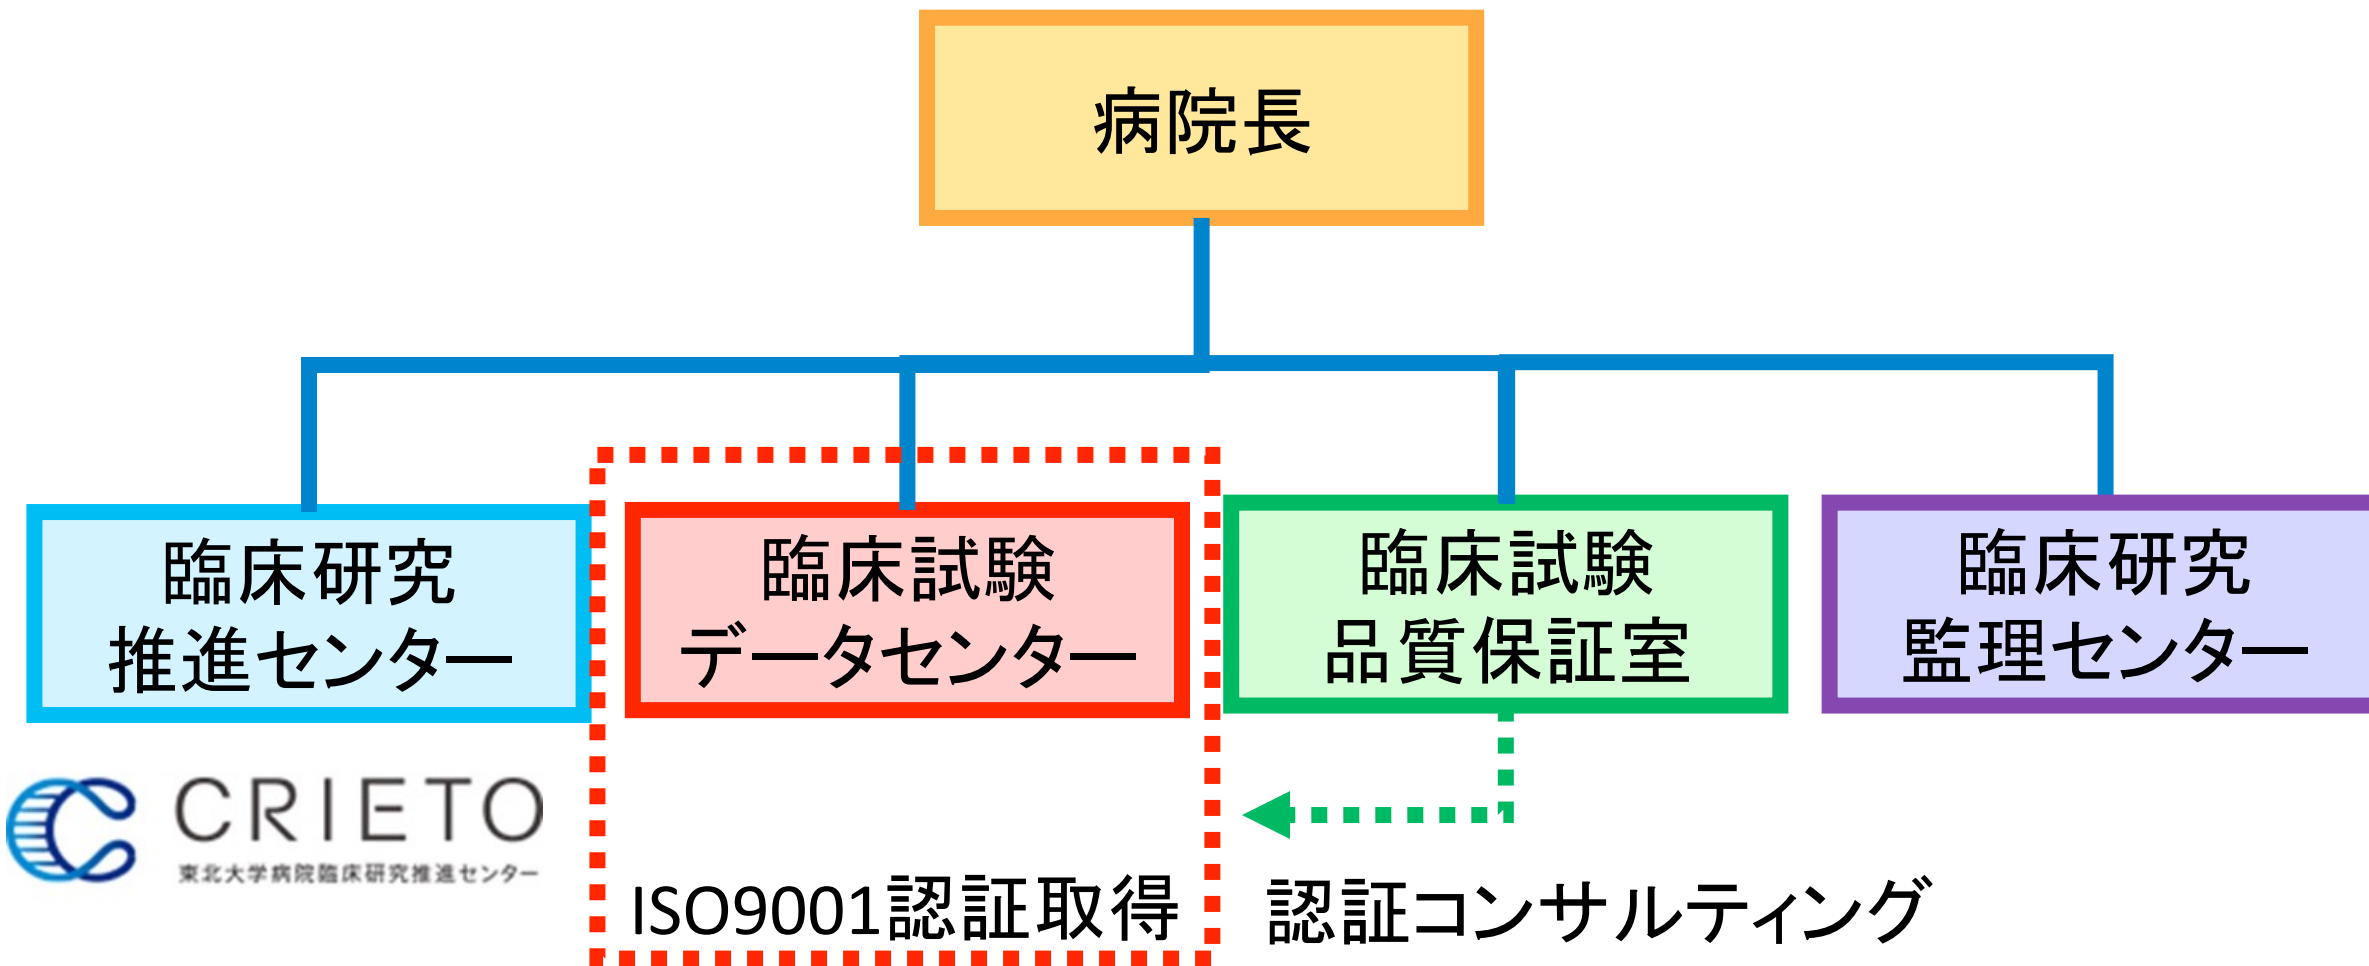 病院長
臨床研究
推進センター
臨床試験
データセンター
臨床試験
品質保証室
臨床研究
監理センター
CRIETO
東北大学病院臨床研究推進センター
ISO9001認証取得
認証コンサルティング